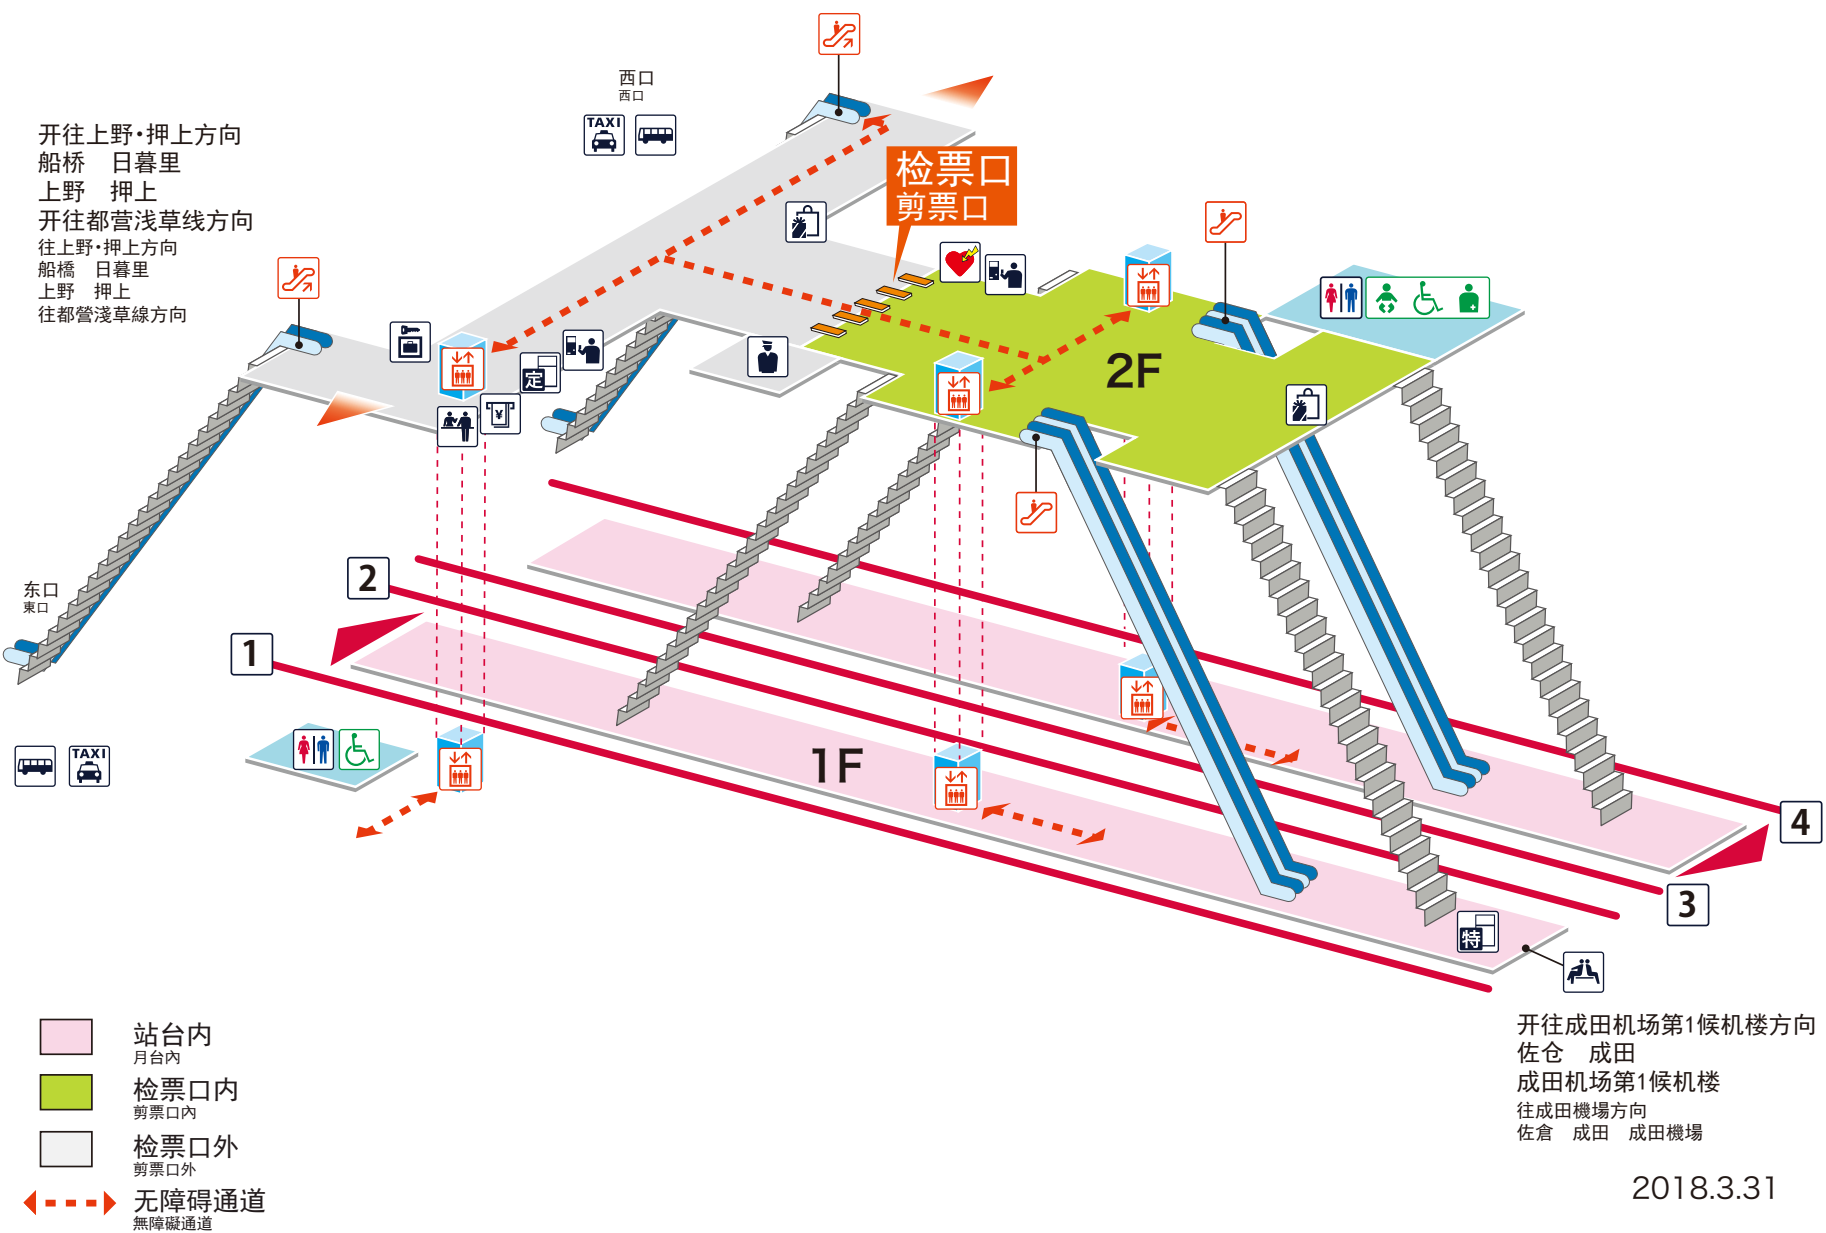 西口
西口
TAXI
开往上野·押上方向
船桥　日暮里
上野　押上
开往都营浅草线方向
往上野·押上方向
船橋　日暮里
上野　押上
往都營淺草線方向
检票口
剪票口
2F
定
¥
东口
東口
2
1
TAXI
1F
4
3
特
开往成田机场第1候机楼方向
佐仓　成田
成田机场第1候机楼
往成田機場方向
佐倉　成田　成田機場
站台内
月台內
检票口内
剪票口內
检票口外
剪票口外
无障碍通道
無障礙通道
2018.3.31